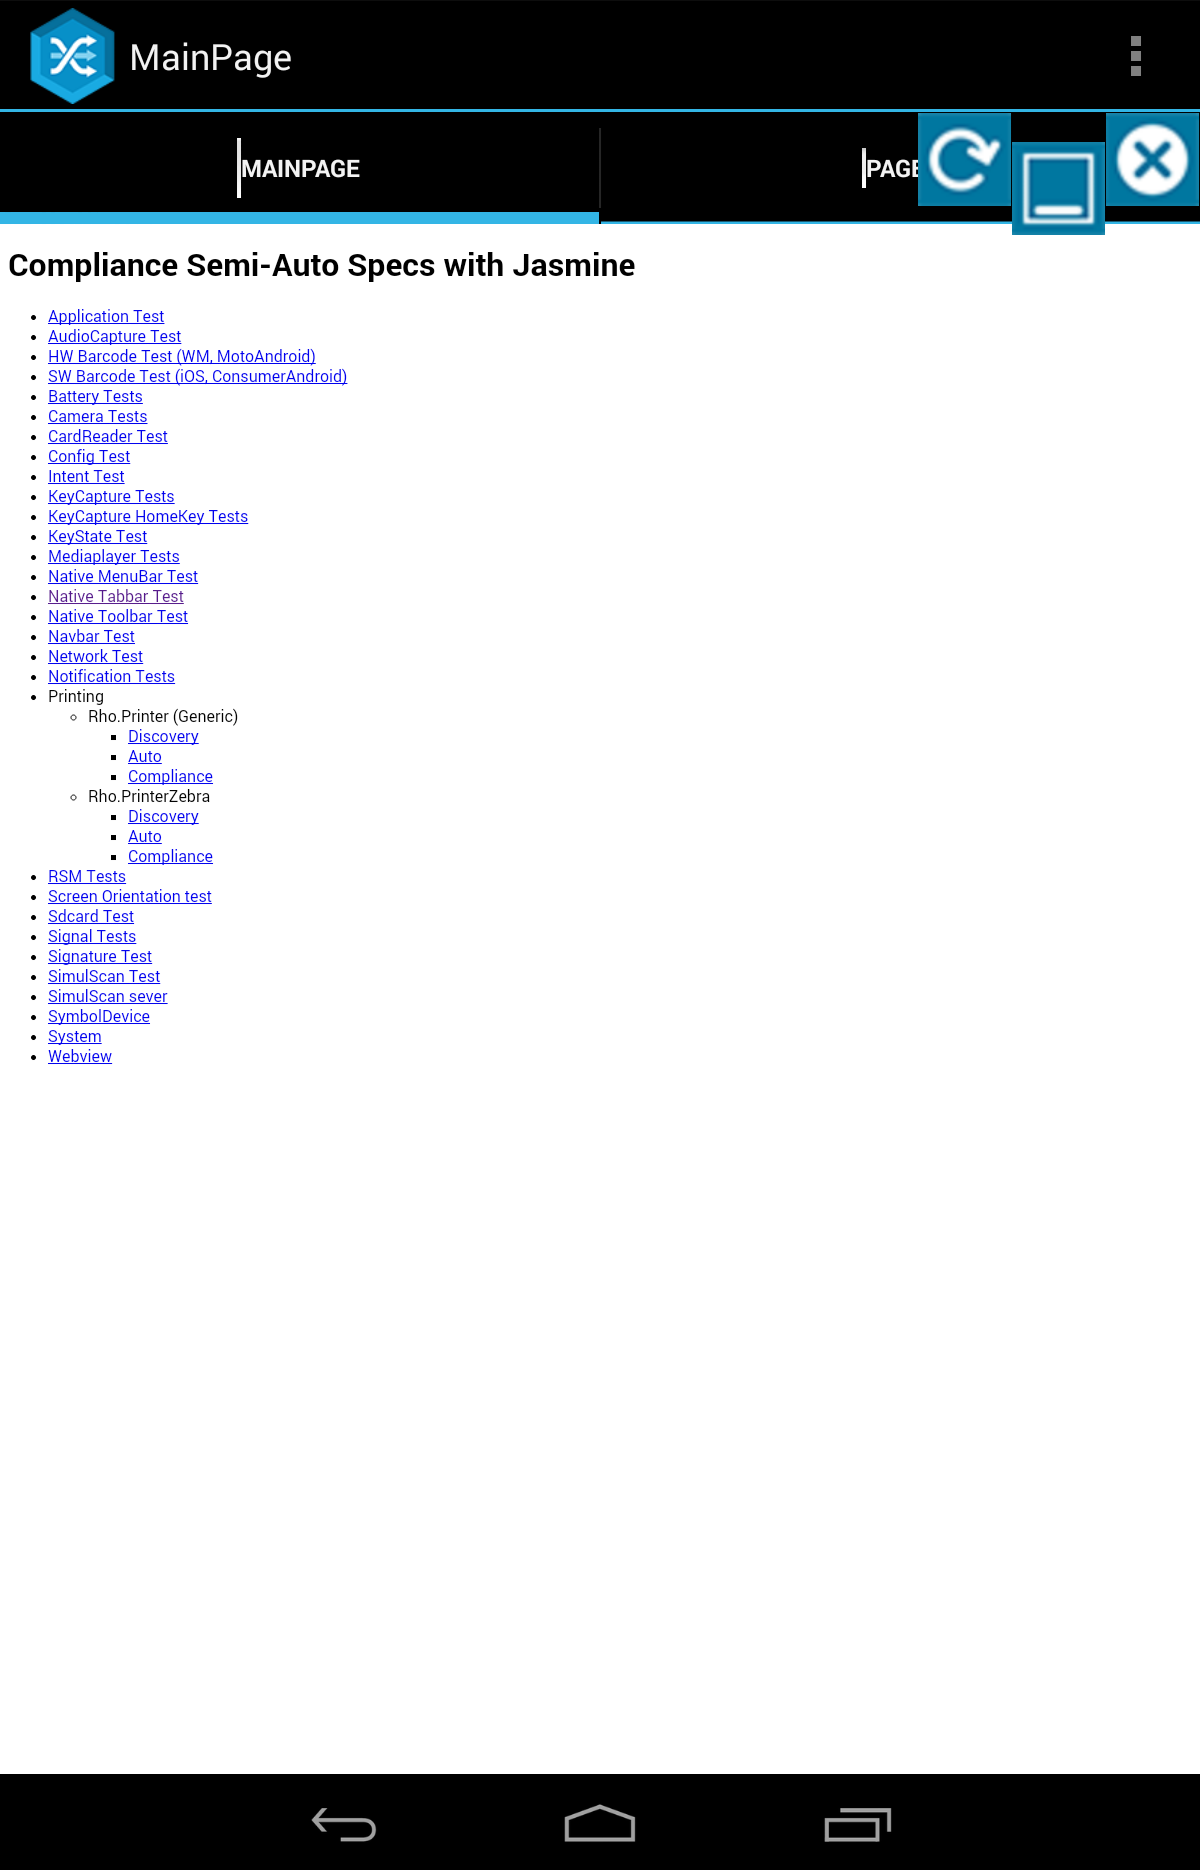 MainPage
MAINPAGE
PAGE
Compliance Semi-Auto Specs with Jasmine
Application Test
AudioCapture Test
HW Barcode Test (WM, MotoAndroid)
SW Barcode Test (iOS, ConsumerAndroid)
Battery Tests
Camera Tests
CardReader Test
Config Test
Intent Test
KeyCapture Tests
KeyCapture HomeKey Tests
KeyState Test
Mediaplayer Tests
Native MenuBar Test
Native Tabbar Test
Native Toolbar Test
Navbar Test
Network Test
Notification Tests
Printing
Rho.Printer (Generic)
Discovery
Auto
Compliance
Rho.PrinterZebra
Discovery
Auto
Compliance
RSM Tests
Screen Orientation test
Sdcard Test
Signal Tests
Signature Test
SimulScan Test
SimulScan sever
SymbolDevice
System
Webview